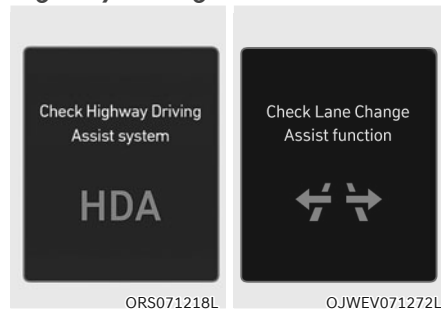 Check Highway Driving
Assist system
HDA
ORS071218L
Check Lane Change
Assist function
OJWEV071272L